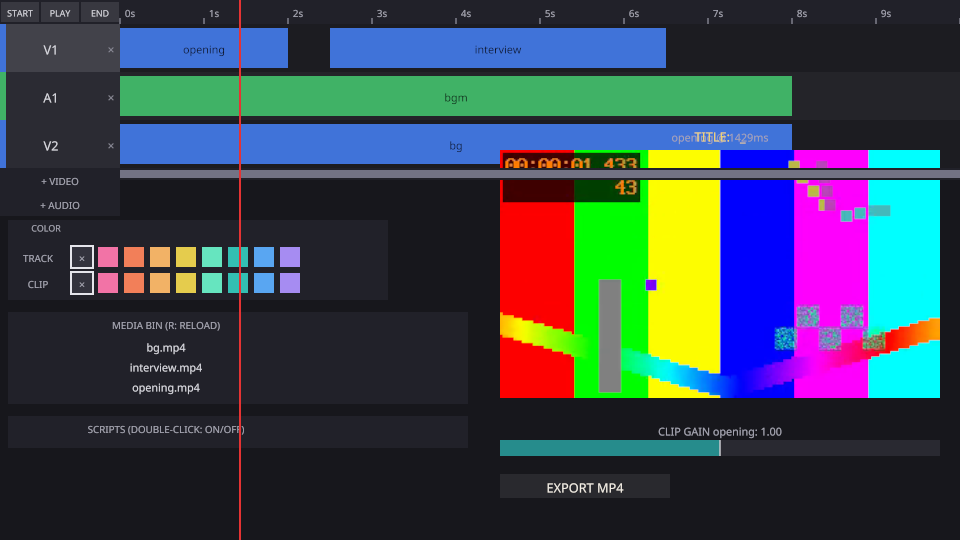 START PLAY END 0s 1s 2s 3s 4s 5s 6s 7s 8s 9s
V1 × opening interview
A1 × bgm
V2 × bg
TITLE: _
00:00:01.433
43
+ VIDEO
+ AUDIO
COLOR
TRACK ×
CLIP ×
MEDIA BIN (R: RELOAD)
bg.mp4
interview.mp4
opening.mp4
SCRIPTS (DOUBLE-CLICK: ON/OFF)
CLIP GAIN opening: 1.00
EXPORT MP4